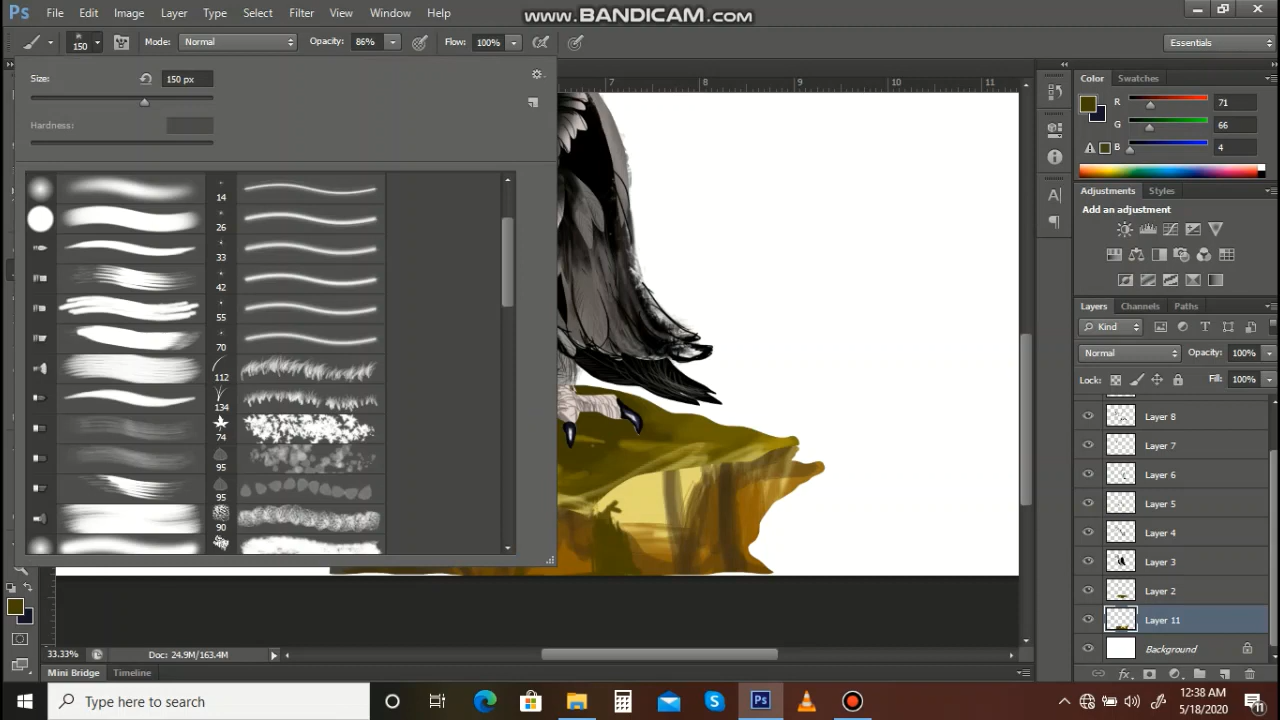 Ps File Edit Image Layer Type Select Filter View Window Help
www.BANDICAM.com
150 Mode: Normal Opacity: 86% Flow: 100% Essentials
Size: 150 px
Hardness:
7 8 9 10 11
14
26
33
42
55
70
112
134
74
95
95
90
Color Swatches
R 71
G 66
B 4
Adjustments Styles
Add an adjustment
Layers Channels Paths
Kind
Normal Opacity: 100%
Lock: Fill: 100%
Layer 8
Layer 7
Layer 6
Layer 5
Layer 4
Layer 3
Layer 2
Layer 11
Background
33.33% Doc: 24.9M/163.4M
Mini Bridge Timeline
Type here to search
Ps
12:38 AM
5/18/2020
11